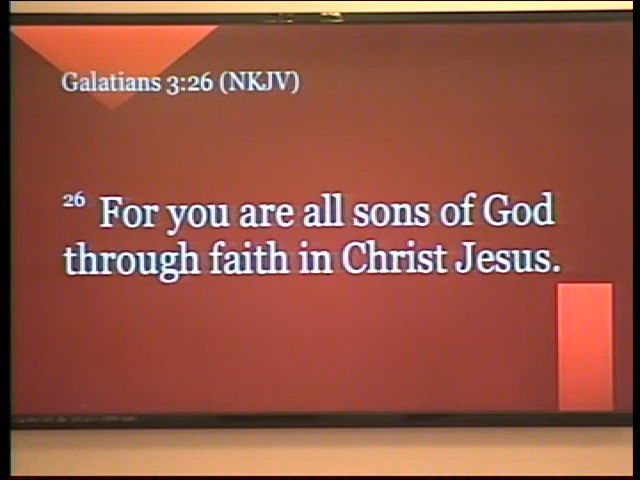 Galatians 3:26 (NKJV)
26 For you are all sons of God
through faith in Christ Jesus.